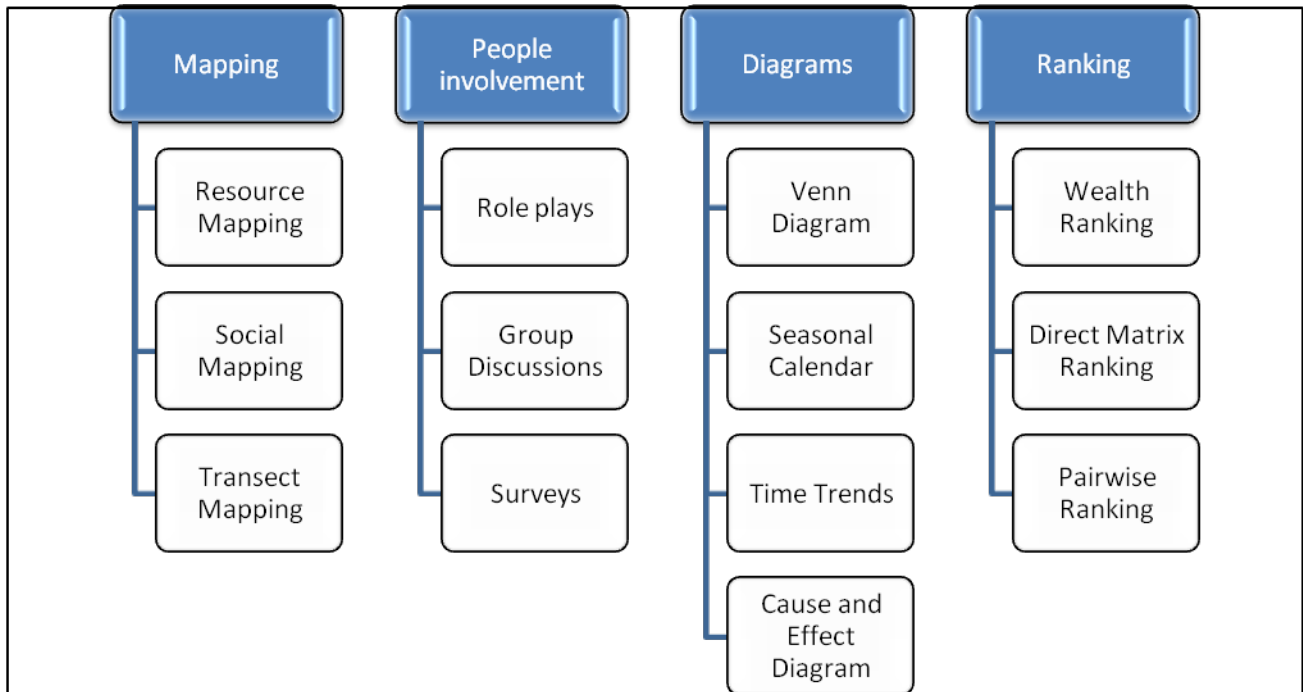 Mapping
Resource
Mapping
Social
Mapping
Transect
Mapping
People
involvement
Role plays
Group
Discussions
Surveys
Diagrams
Venn
Diagram
Seasonal
Calendar
Time Trends
Cause and
Effect
Diagram
Ranking
Wealth
Ranking
Direct Matrix
Ranking
Pairwise
Ranking